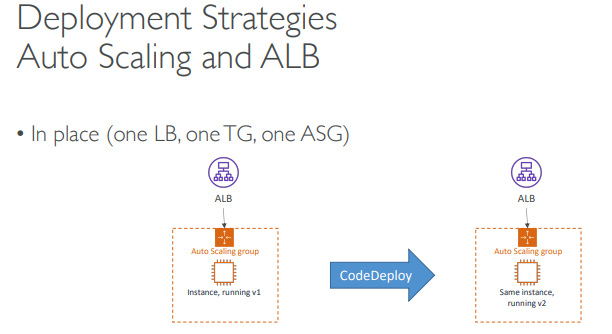 Deployment Strategies
Auto Scaling and ALB
• In place (one LB, one TG, one ASG)
ALB
Auto Scaling group
Instance, running v1
CodeDeploy
ALB
Auto Scaling group
Same instance,
running v2